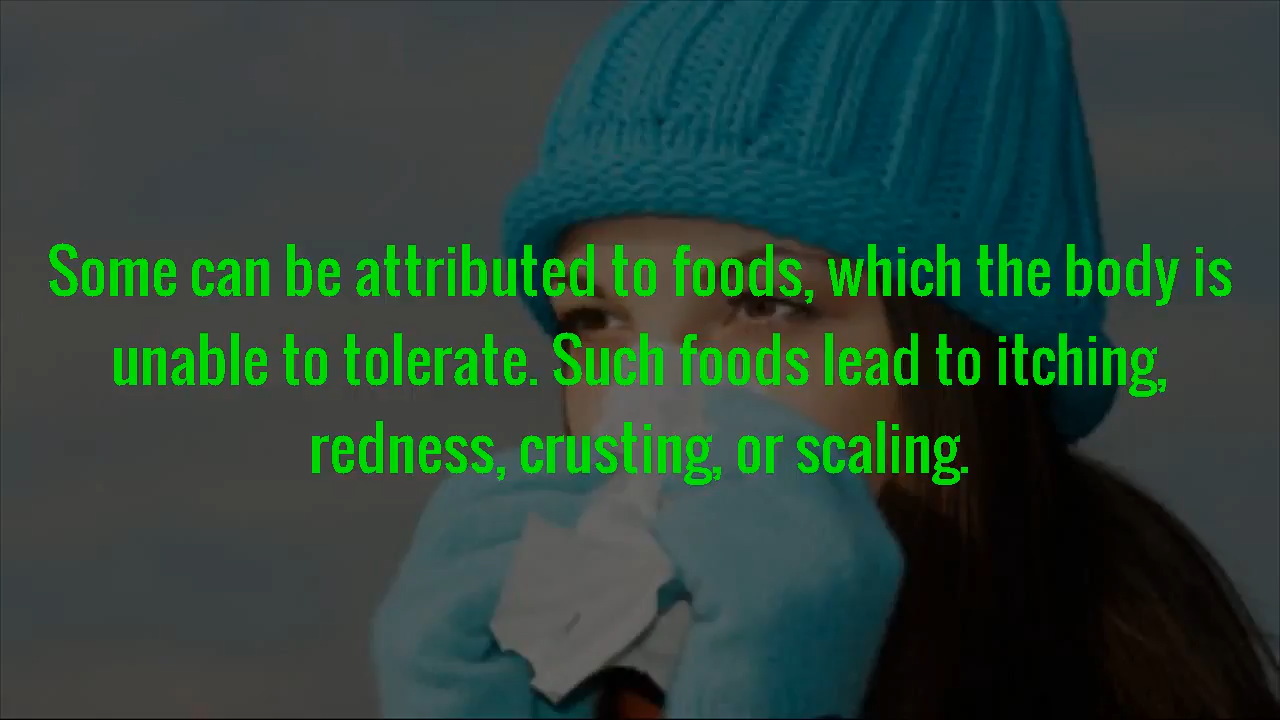 Some can be attributed to foods, which the body is
unable to tolerate. Such foods lead to itching,
redness, crusting, or scaling.